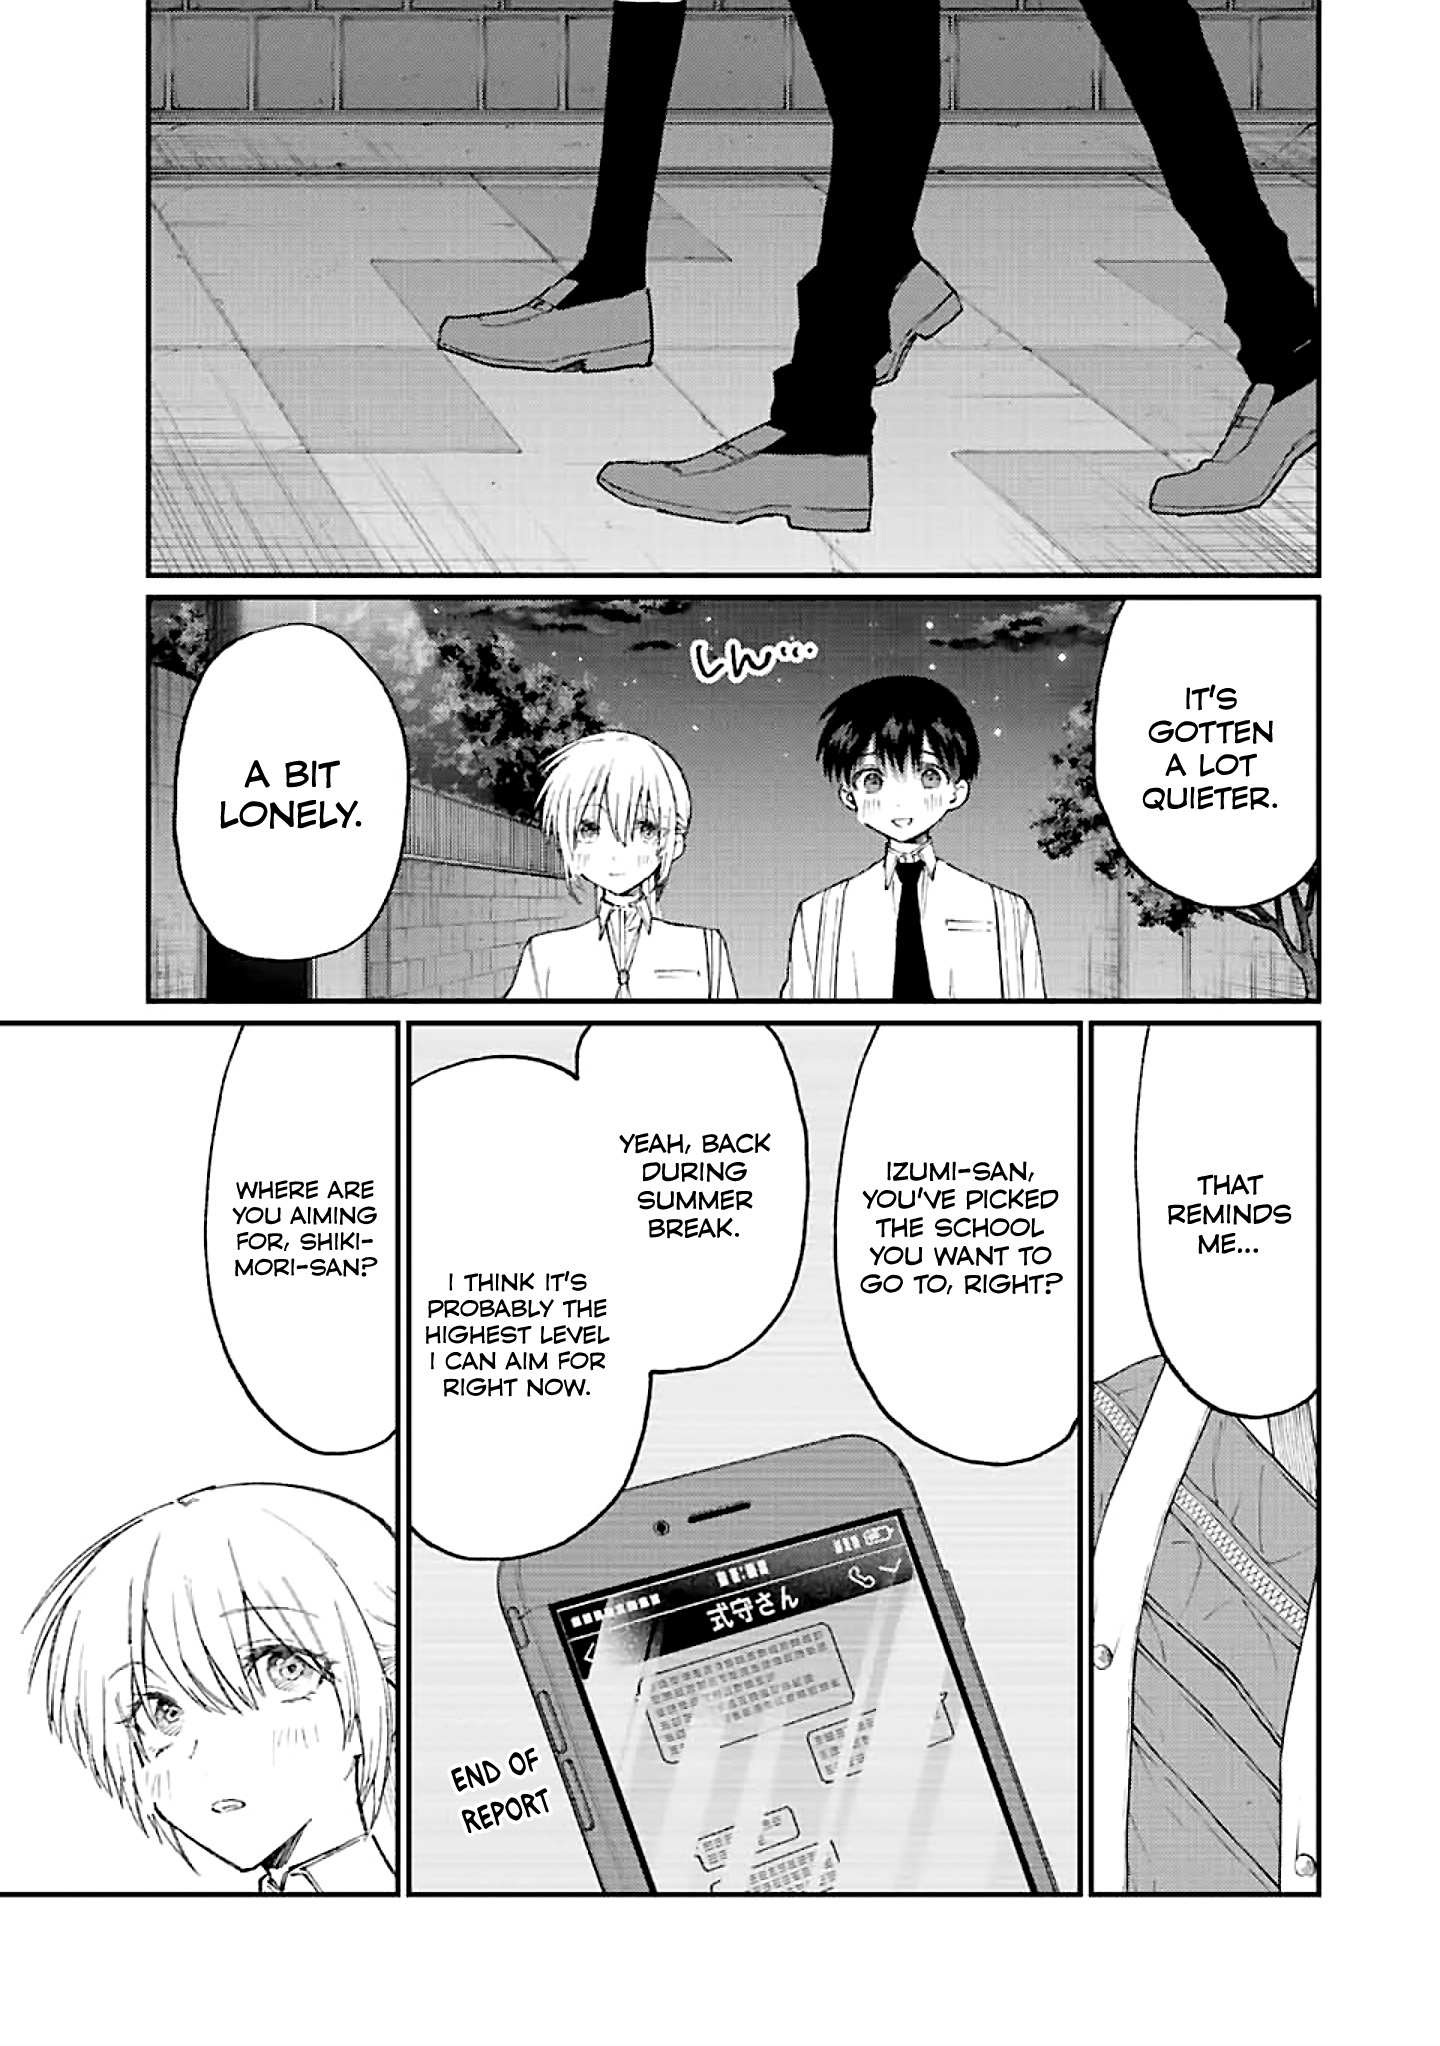 IT'S
GOTTEN
A LOT
QUIETER.
しん…
A BIT
LONELY.
THAT
REMINDS
ME...
IZUMI-SAN,
YOU'VE PICKED
THE SCHOOL
YOU WANT TO
GO TO, RIGHT?
YEAH, BACK
DURING
SUMMER
BREAK.
I THINK IT'S
PROBABLY THE
HIGHEST LEVEL
I CAN AIM FOR
RIGHT NOW.
式守さん
END OF
REPORT
WHERE ARE
YOU AIMING
FOR, SHIKI-
MORI-SAN?